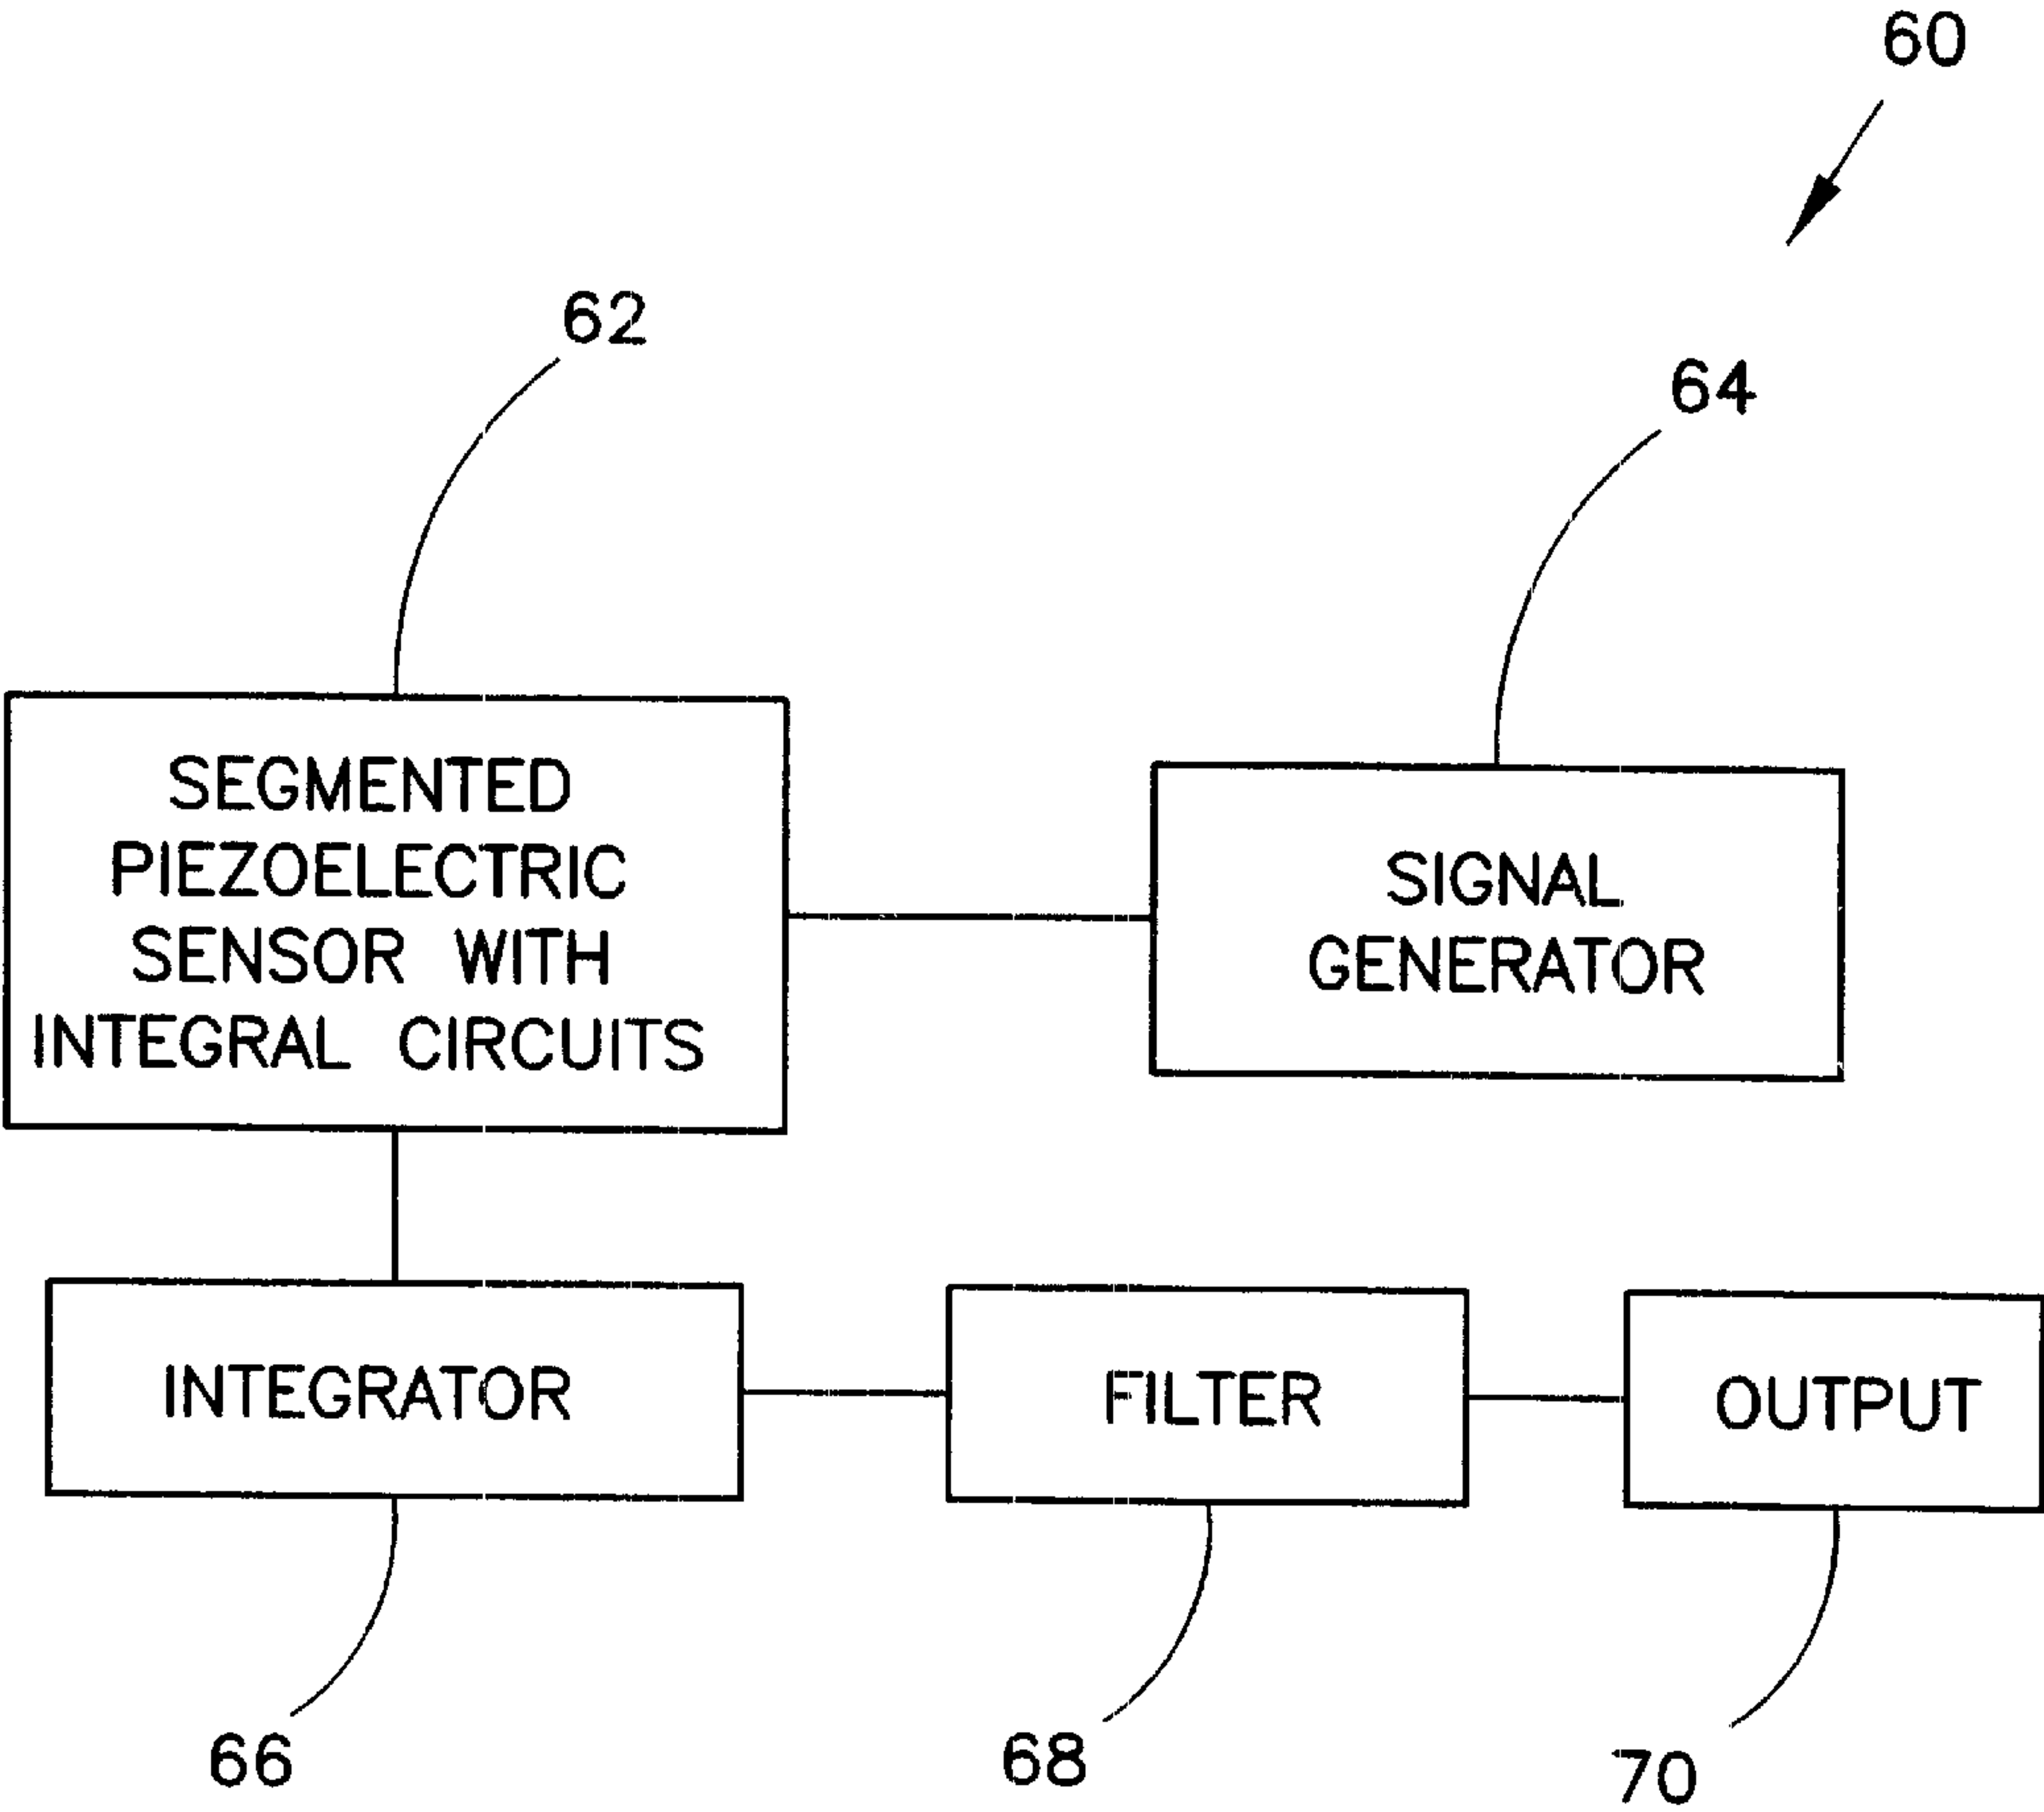 60
62
64
SEGMENTED
PIEZOELECTRIC
SENSOR WITH
INTEGRAL CIRCUITS
SIGNAL
GENERATOR
INTEGRATOR
FILTER
OUTPUT
66
68
70